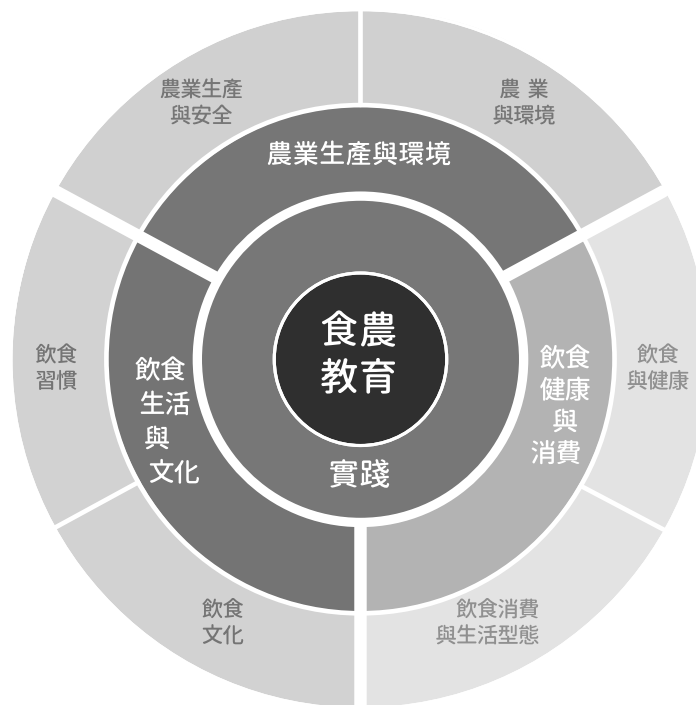 農業生產
與安全
農 業
與環境
農業生產與環境
食農
教育
實踐
飲食
習慣
飲食
生活
與
文化
飲食
健康
與
消費
飲食
與健康
飲食
文化
飲食消費
與生活型態